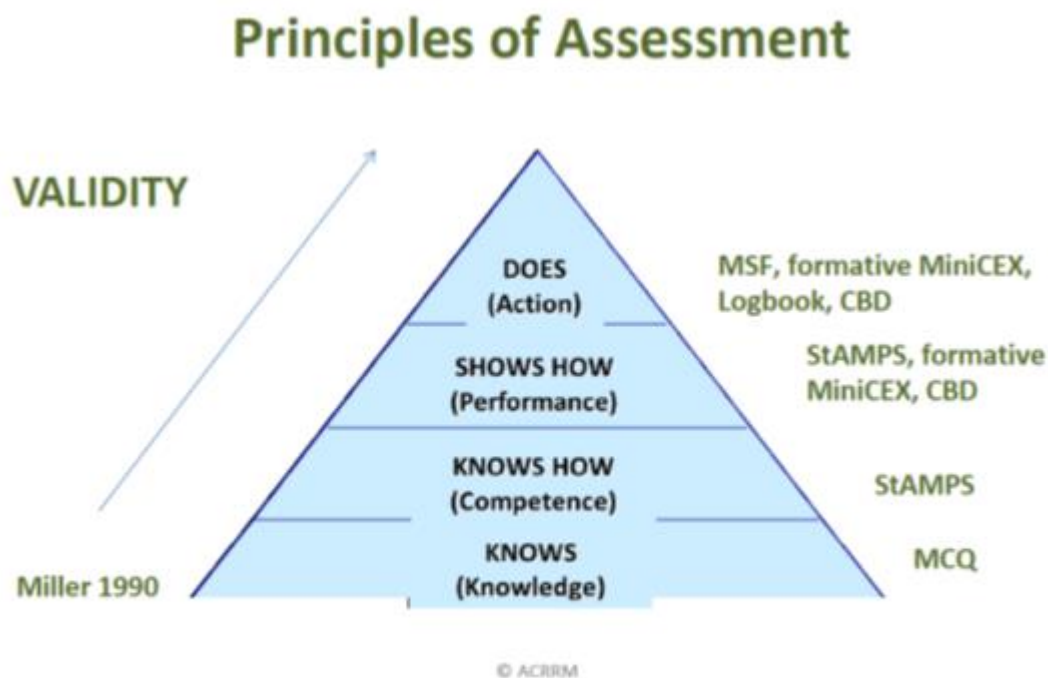 Principles of Assessment
VALIDITY
DOES
(Action)
MSF, formative MiniCEX,
Logbook, CBD
SHOWS HOW
(Performance)
StAMPS, formative
MiniCEX, CBD
KNOWS HOW
(Competence)
StAMPS
KNOWS
(Knowledge)
MCQ
Miller 1990
© ACRRM